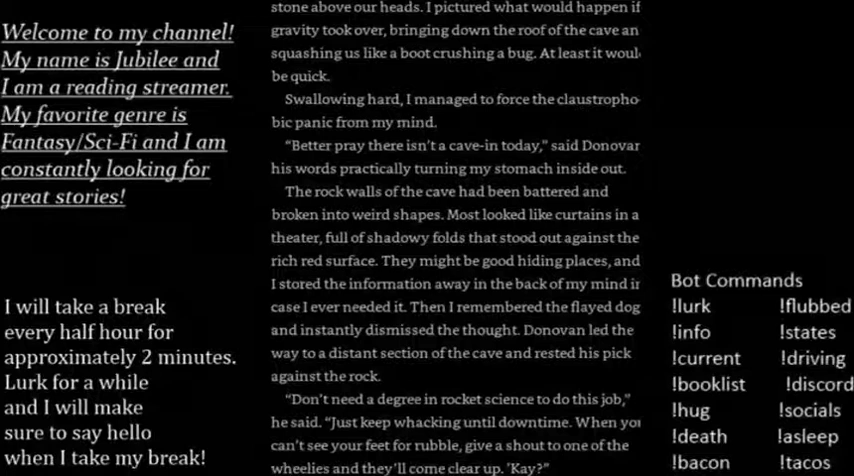 Welcome to my channel!
My name is Jubilee and
I am a reading streamer.
My favorite genre is
Fantasy/Sci-Fi and I am
constantly looking for
great stories!
I will take a break
every half hour for
approximately 2 minutes.
Lurk for a while
and I will make
sure to say hello
when I take my break!
stone above our heads. I pictured what would happen if
gravity took over, bringing down the roof of the cave an
squashing us like a boot crushing a bug. At least it woul
be quick.
Swallowing hard, I managed to force the claustropho-
bic panic from my mind.
“Better pray there isn’t a cave-in today,” said Donovan
his words practically turning my stomach inside out.
The rock walls of the cave had been battered and
broken into weird shapes. Most looked like curtains in a
theater, full of shadowy folds that stood out against the
rich red surface. They might be good hiding places, and
I stored the information away in the back of my mind in
case I ever needed it. Then I remembered the flayed dog
and instantly dismissed the thought. Donovan led the
way to a distant section of the cave and rested his pick
against the rock.
“Don’t need a degree in rocket science to do this job,”
he said. “Just keep whacking until downtime. When you
can’t see your feet for rubble, give a shout to one of the
wheelies and they’ll come clear up. ’Kay?”
Bot Commands
!lurk !flubbed
!info !states
!current !driving
!booklist !discord
!hug !socials
!death !asleep
!bacon !tacos